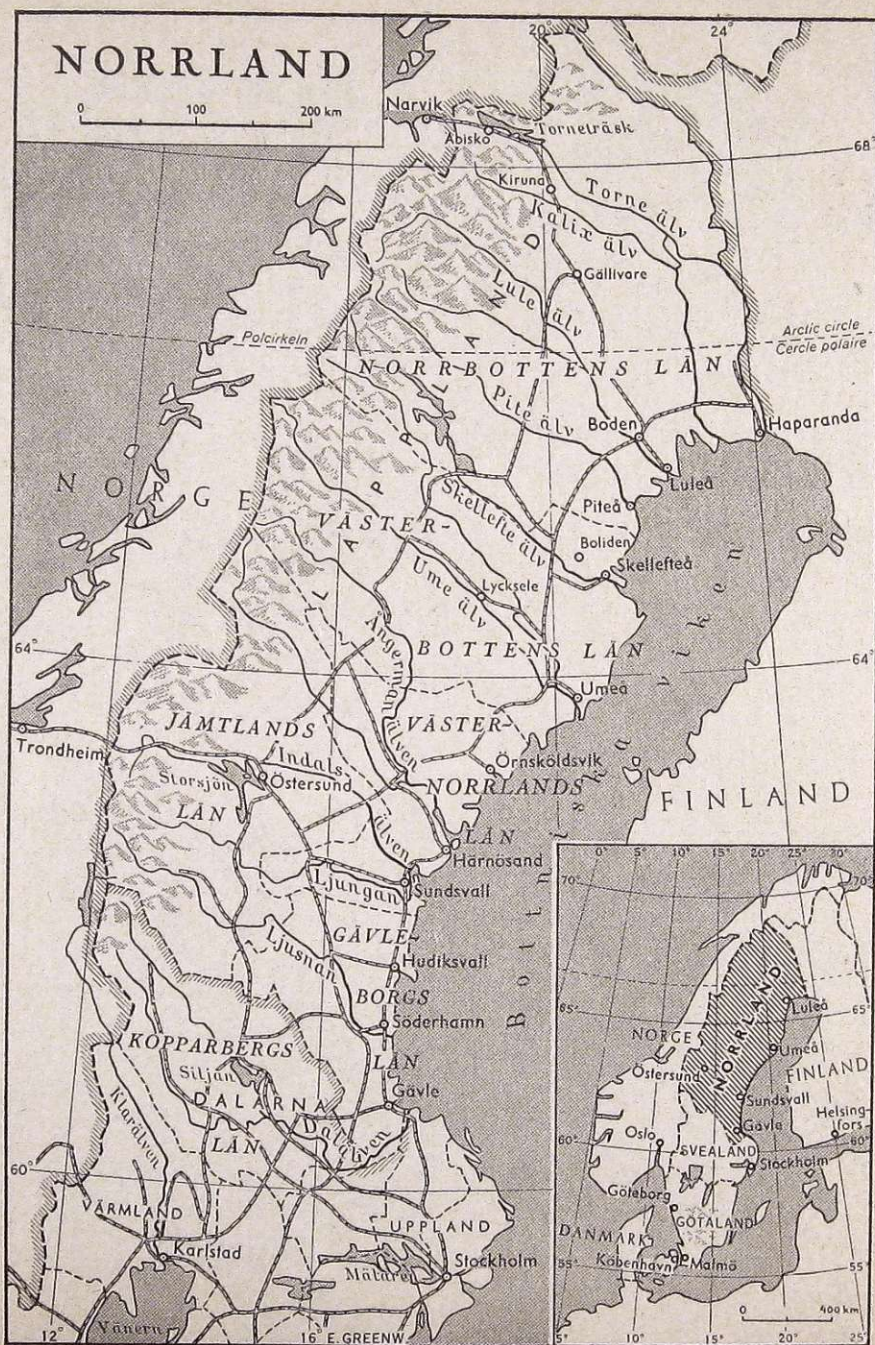 NORRLAND
0 100 200 km
20° 24°
Narvik
Abisko
Torneträsk
68°
Kiruna
Torne älv
Kalix älv
Gällivare
Lule älv
LAPPLAND
Polcirkeln
Arctic circle
Cercle polaire
NORRBOTTENS LÄN
Pite älv
Boden
Haparanda
Luleå
NORGE
Piteå
Skellefte älv
VÄSTER-
Boliden
Skellefteå
Ume älv
Lycksele
Ångerman
älven
64°
BOTTENS LÄN
64°
Umeå
JÄMTLANDS
VÄSTER-
Trondheim
Indals
älven
Örnsköldsvik
Storsjön
Östersund
NORRLANDS
FINLAND
LÄN
LÄN
Härnösand
Bottniska viken
Ljungan
Sundsvall
GÄVLE-
Ljusnan
Hudiksvall
BORGS
Söderhamn
KOPPARBERGS
LÄN
Siljan
Gävle
DALARNA
Klarälven
LÄN
Dalälven
60°
VÄRMLAND
UPPLAND
Karlstad
Stockholm
Mälaren
Vänern
12° 16° E. GREENW.
0° 5° 10° 15° 20° 25° 30°
70° 70°
NORRLAND
Luleå
65° 65°
NORGE
Umeå
Östersund
FINLAND
Sundsvall
Gävle
Helsing-
fors
60° 60°
Oslo
SVEALAND
Stockholm
Göteborg
GÖTALAND
DANMARK
København
Malmö
55° 55°
0 400 km
5° 10° 15° 20° 25°